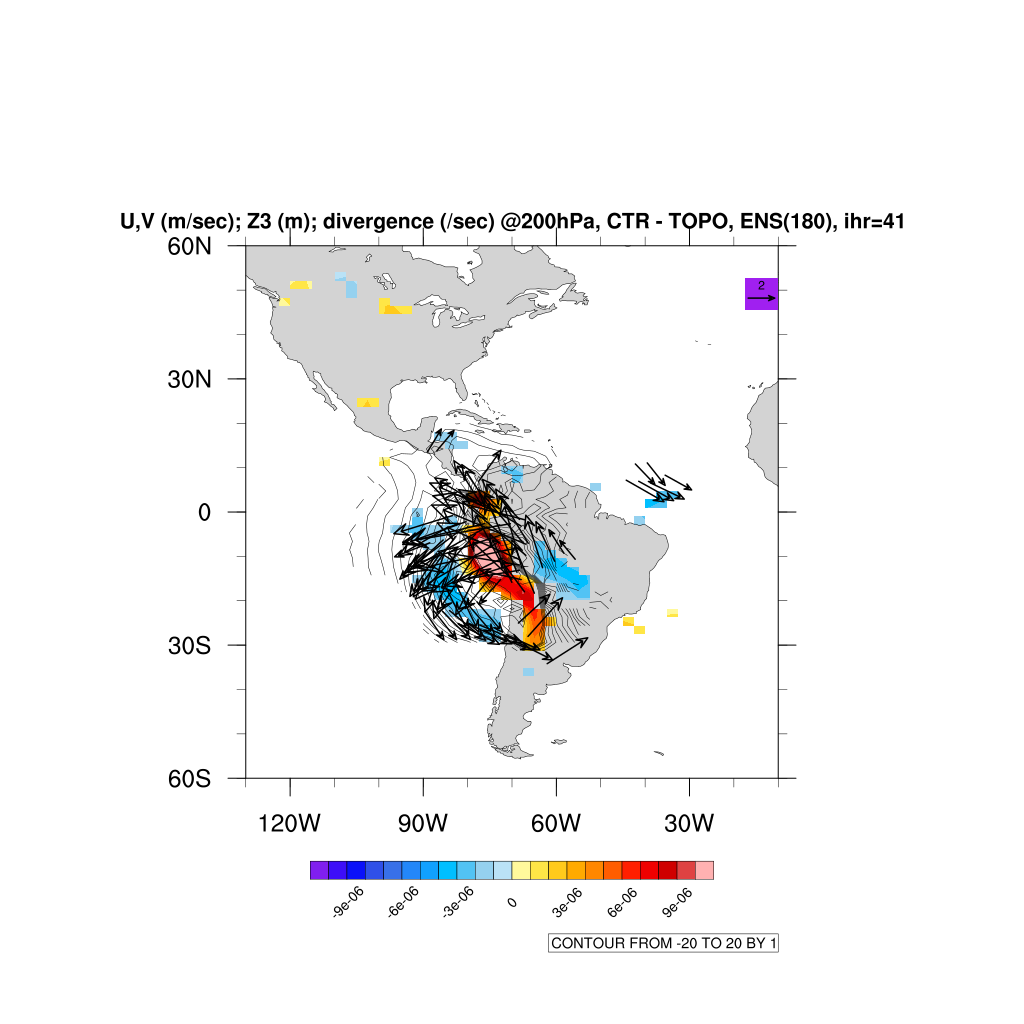 U,V (m/sec); Z3 (m); divergence (/sec) @200hPa, CTR - TOPO, ENS(180), ihr=41
60N
2
30N
0
30S
60S
120W 90W 60W 30W
-9e-06 -6e-06 -3e-06 0 3e-06 6e-06 9e-06
CONTOUR FROM -20 TO 20 BY 1